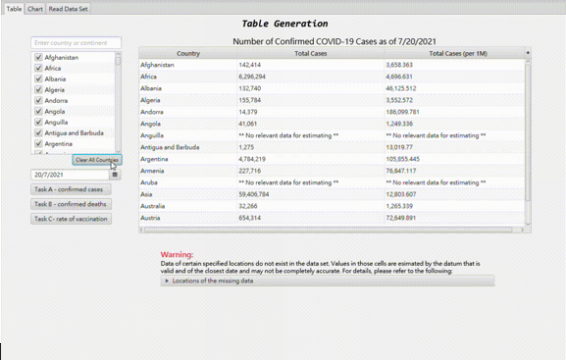 Table Chart Read Data Set
Table Generation
Number of Confirmed COVID-19 Cases as of 7/20/2021
Enter country or continent
Afghanistan
Africa
Albania
Algeria
Andorra
Angola
Anguilla
Antigua and Barbuda
Argentina
Clear All Countries
20/7/2021
Task A - confirmed cases
Task B - confirmed deaths
Task C - rate of vaccination
Country Total Cases Total Cases (per 1M)
Afghanistan 142,414 3,658.363
Africa 6,296,294 4,696.631
Albania 132,740 46,125.512
Algeria 155,784 3,552.572
Andorra 14,379 186,099.781
Angola 41,061 1,249.336
Anguilla ** No relevant data for estimating ** ** No relevant data for estimating **
Antigua and Barbuda 1,275 13,019.77
Argentina 4,784,219 105,855.445
Armenia 227,716 76,847.117
Aruba ** No relevant data for estimating ** ** No relevant data for estimating **
Asia 59,406,784 12,803.607
Australia 32,266 1,265.339
Austria 654,314 72,649.891
Warning:
Data of certain specified locations do not exist in the data set. Values in those cells are esimated by the datum that is
valid and of the closest date and may not be completely accurate. For details, please refer to the following:
Locations of the missing data